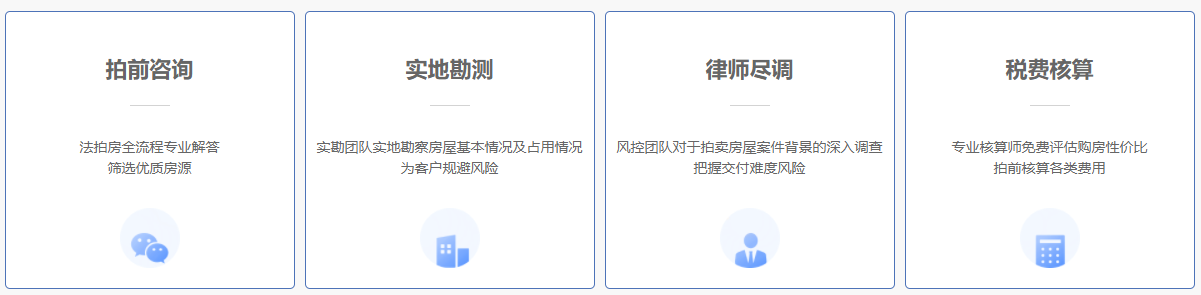 拍前咨询
法拍房全流程专业解答
筛选优质房源
实地勘测
实勘团队实地勘察房屋基本情况及占用情况
为客户规避风险
律师尽调
风控团队对于拍卖房屋案件背景的深入调查
把握交付难度风险
税费核算
专业核算师免费评估购房性价比
拍前核算各类费用